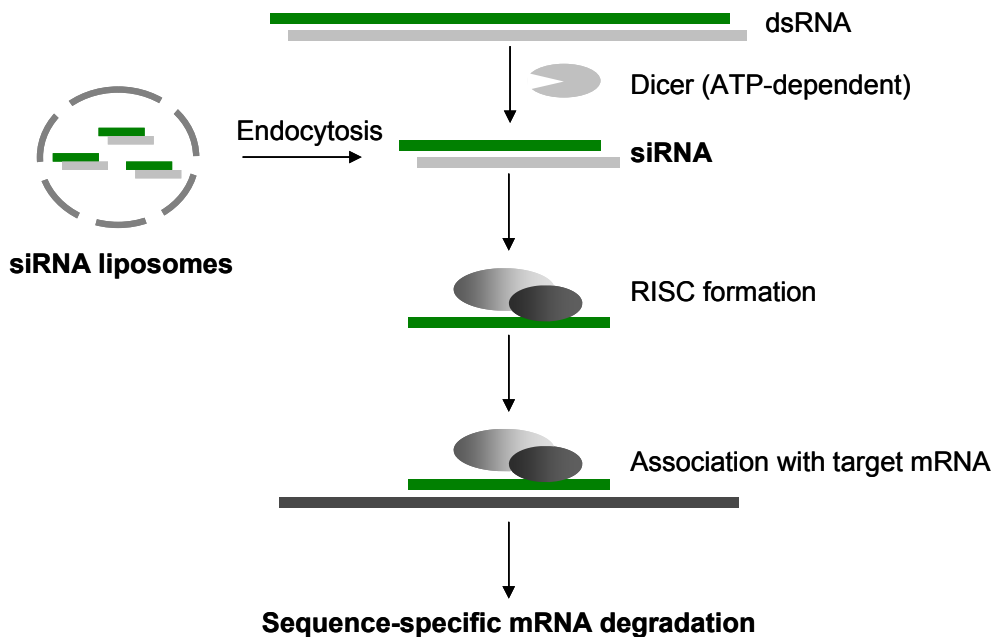 dsRNA
Dicer (ATP-dependent)
Endocytosis
siRNA
siRNA liposomes
RISC formation
Association with target mRNA
Sequence-specific mRNA degradation